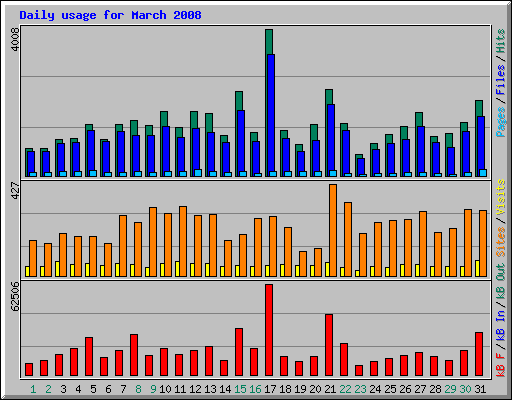 Daily usage for March 2008
4008
Pages / Files / Hits
427
Sites / Visits
62506
kB F / kB In / kB Out
1 2 3 4 5 6 7 8 9 10 11 12 13 14 15 16 17 18 19 20 21 22 23 24 25 26 27 28 29 30 31